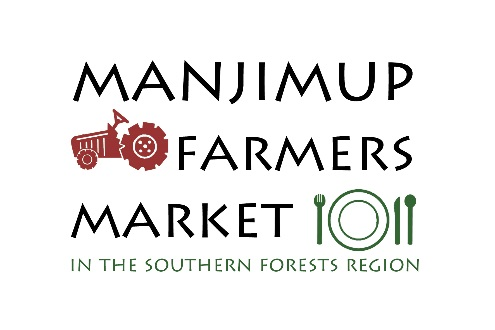 MANJIMUP
FARMERS
MARKET
IN THE SOUTHERN FORESTS REGION